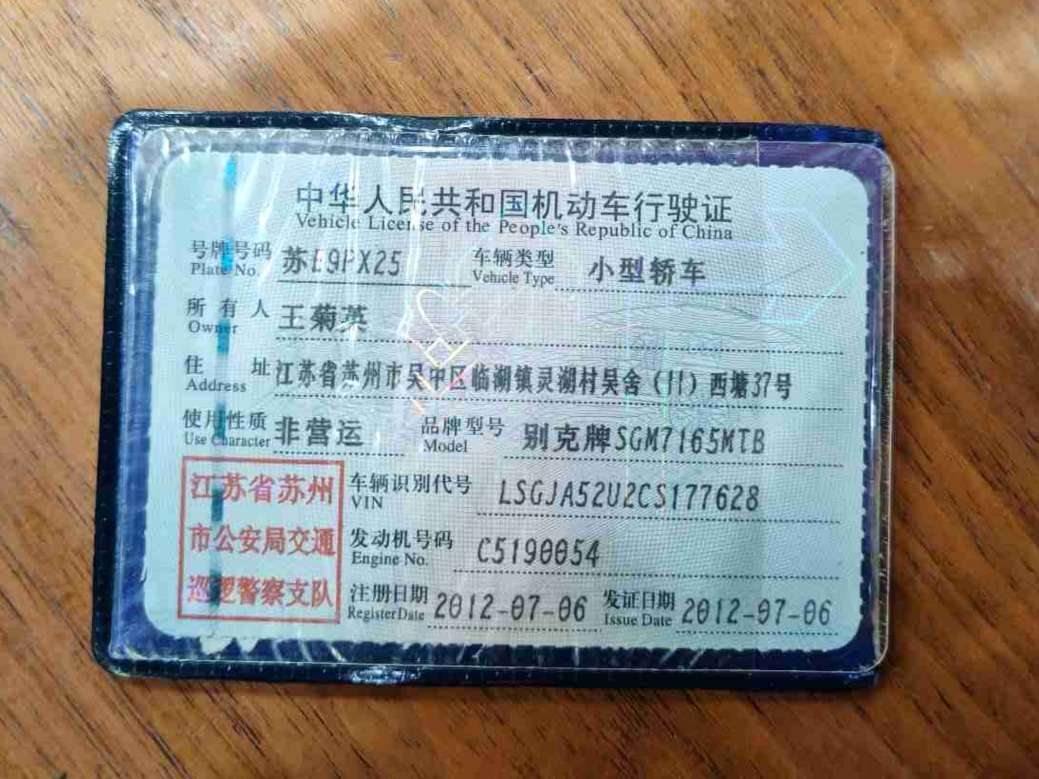 中华人民共和国机动车行驶证
Vehicle License of the People's Republic of China
号牌号码 苏E9PX25 车辆类型 小型轿车
Plate No. Vehicle Type
所有人 王菊英
Owner
住址 江苏省苏州市吴中区临湖镇灵湖村吴舍(11)西塘37号
Address
使用性质 非营运 品牌型号 别克牌SGM7165MTB
Use Character Model
江苏省苏州 车辆识别代号 LSGJA52U2CS177628
VIN
市公安局交通 发动机号码 C5190054
Engine No.
巡逻警察支队 注册日期 2012-07-06 发证日期 2012-07-06
Register Date Issue Date